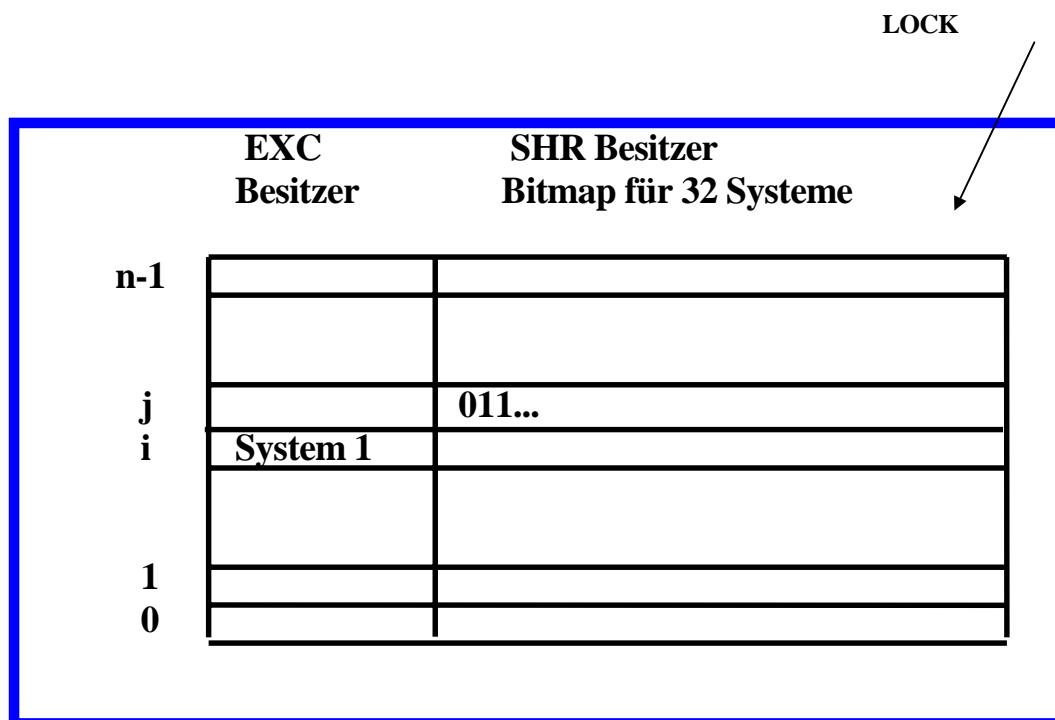 LOCK
EXC SHR Besitzer
Besitzer Bitmap für 32 Systeme
n-1
j 011...
i System 1
1
0